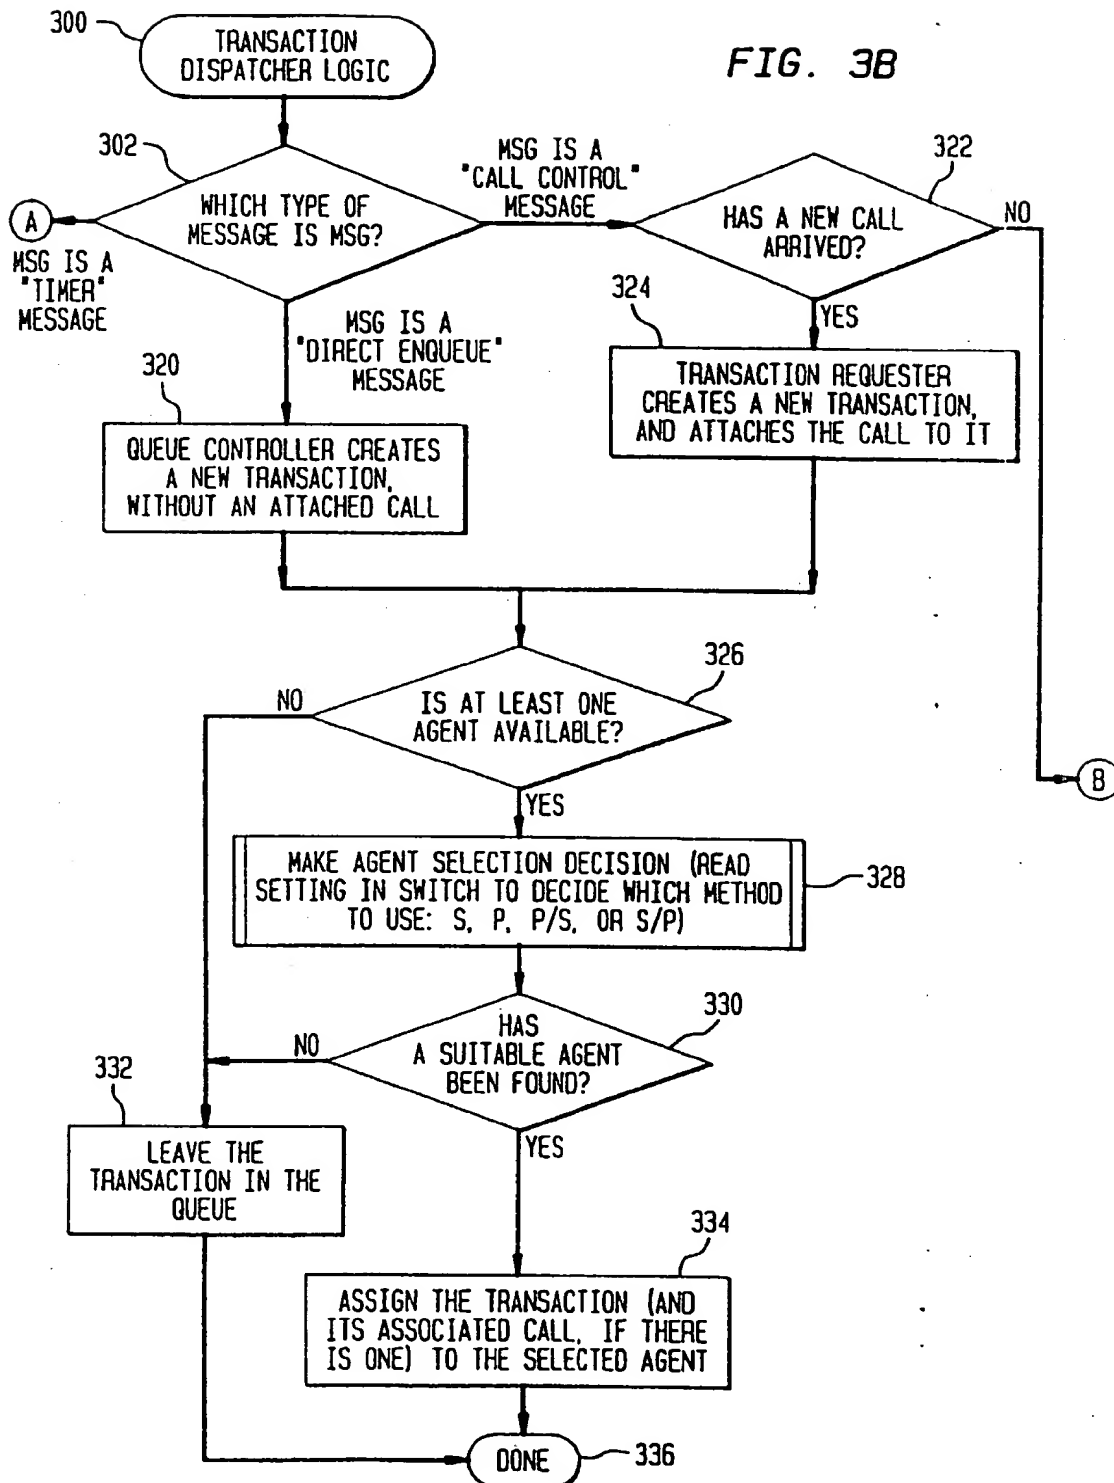 300
TRANSACTION
DISPATCHER LOGIC
FIG. 3B
302
WHICH TYPE OF
MESSAGE IS MSG?
A
MSG IS A
"TIMER"
MESSAGE
MSG IS A
"CALL CONTROL"
MESSAGE
322
HAS A NEW CALL
ARRIVED?
NO
YES
MSG IS A
"DIRECT ENQUEUE"
MESSAGE
320
QUEUE CONTROLLER CREATES
A NEW TRANSACTION,
WITHOUT AN ATTACHED CALL
324
TRANSACTION REQUESTER
CREATES A NEW TRANSACTION,
AND ATTACHES THE CALL TO IT
326
IS AT LEAST ONE
AGENT AVAILABLE?
NO
YES
B
MAKE AGENT SELECTION DECISION (READ
SETTING IN SWITCH TO DECIDE WHICH METHOD
TO USE: S, P, P/S, OR S/P)
328
330
HAS
A SUITABLE AGENT
BEEN FOUND?
NO
YES
332
LEAVE THE
TRANSACTION IN THE
QUEUE
334
ASSIGN THE TRANSACTION (AND
ITS ASSOCIATED CALL, IF THERE
IS ONE) TO THE SELECTED AGENT
DONE
336